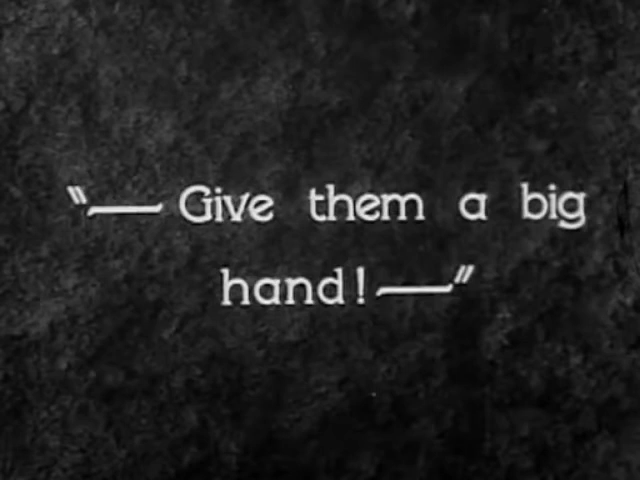 "— Give them a big
hand! —"